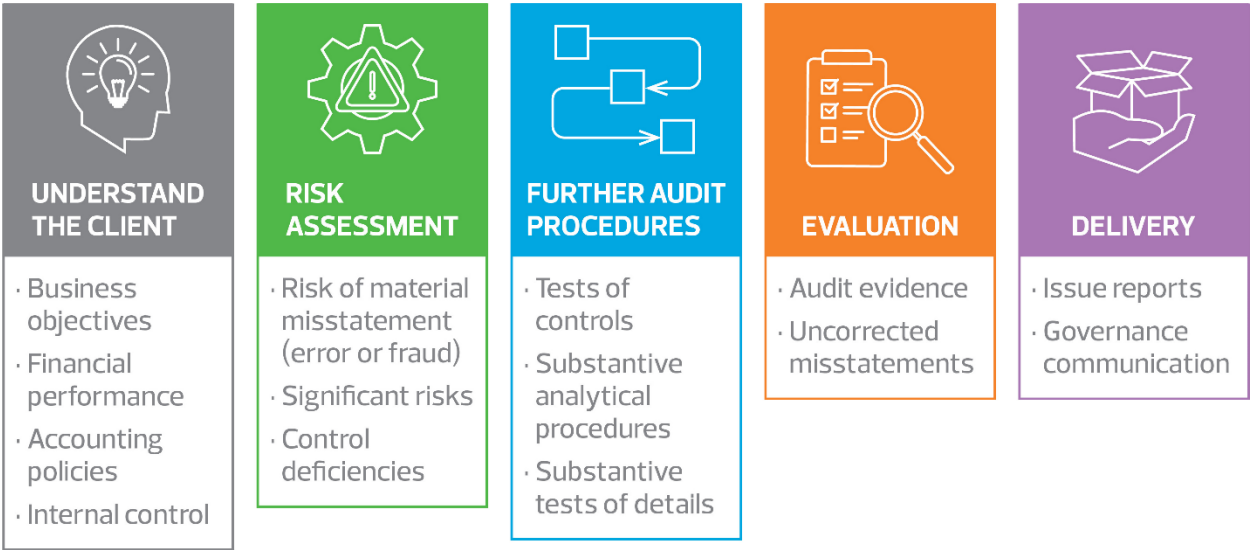 UNDERSTAND
THE CLIENT
· Business
objectives
· Financial
performance
· Accounting
policies
· Internal control
RISK
ASSESSMENT
· Risk of material
misstatement
(error or fraud)
· Significant risks
· Control
deficiencies
FURTHER AUDIT
PROCEDURES
· Tests of
controls
· Substantive
analytical
procedures
· Substantive
tests of details
EVALUATION
· Audit evidence
· Uncorrected
misstatements
DELIVERY
· Issue reports
· Governance
communication